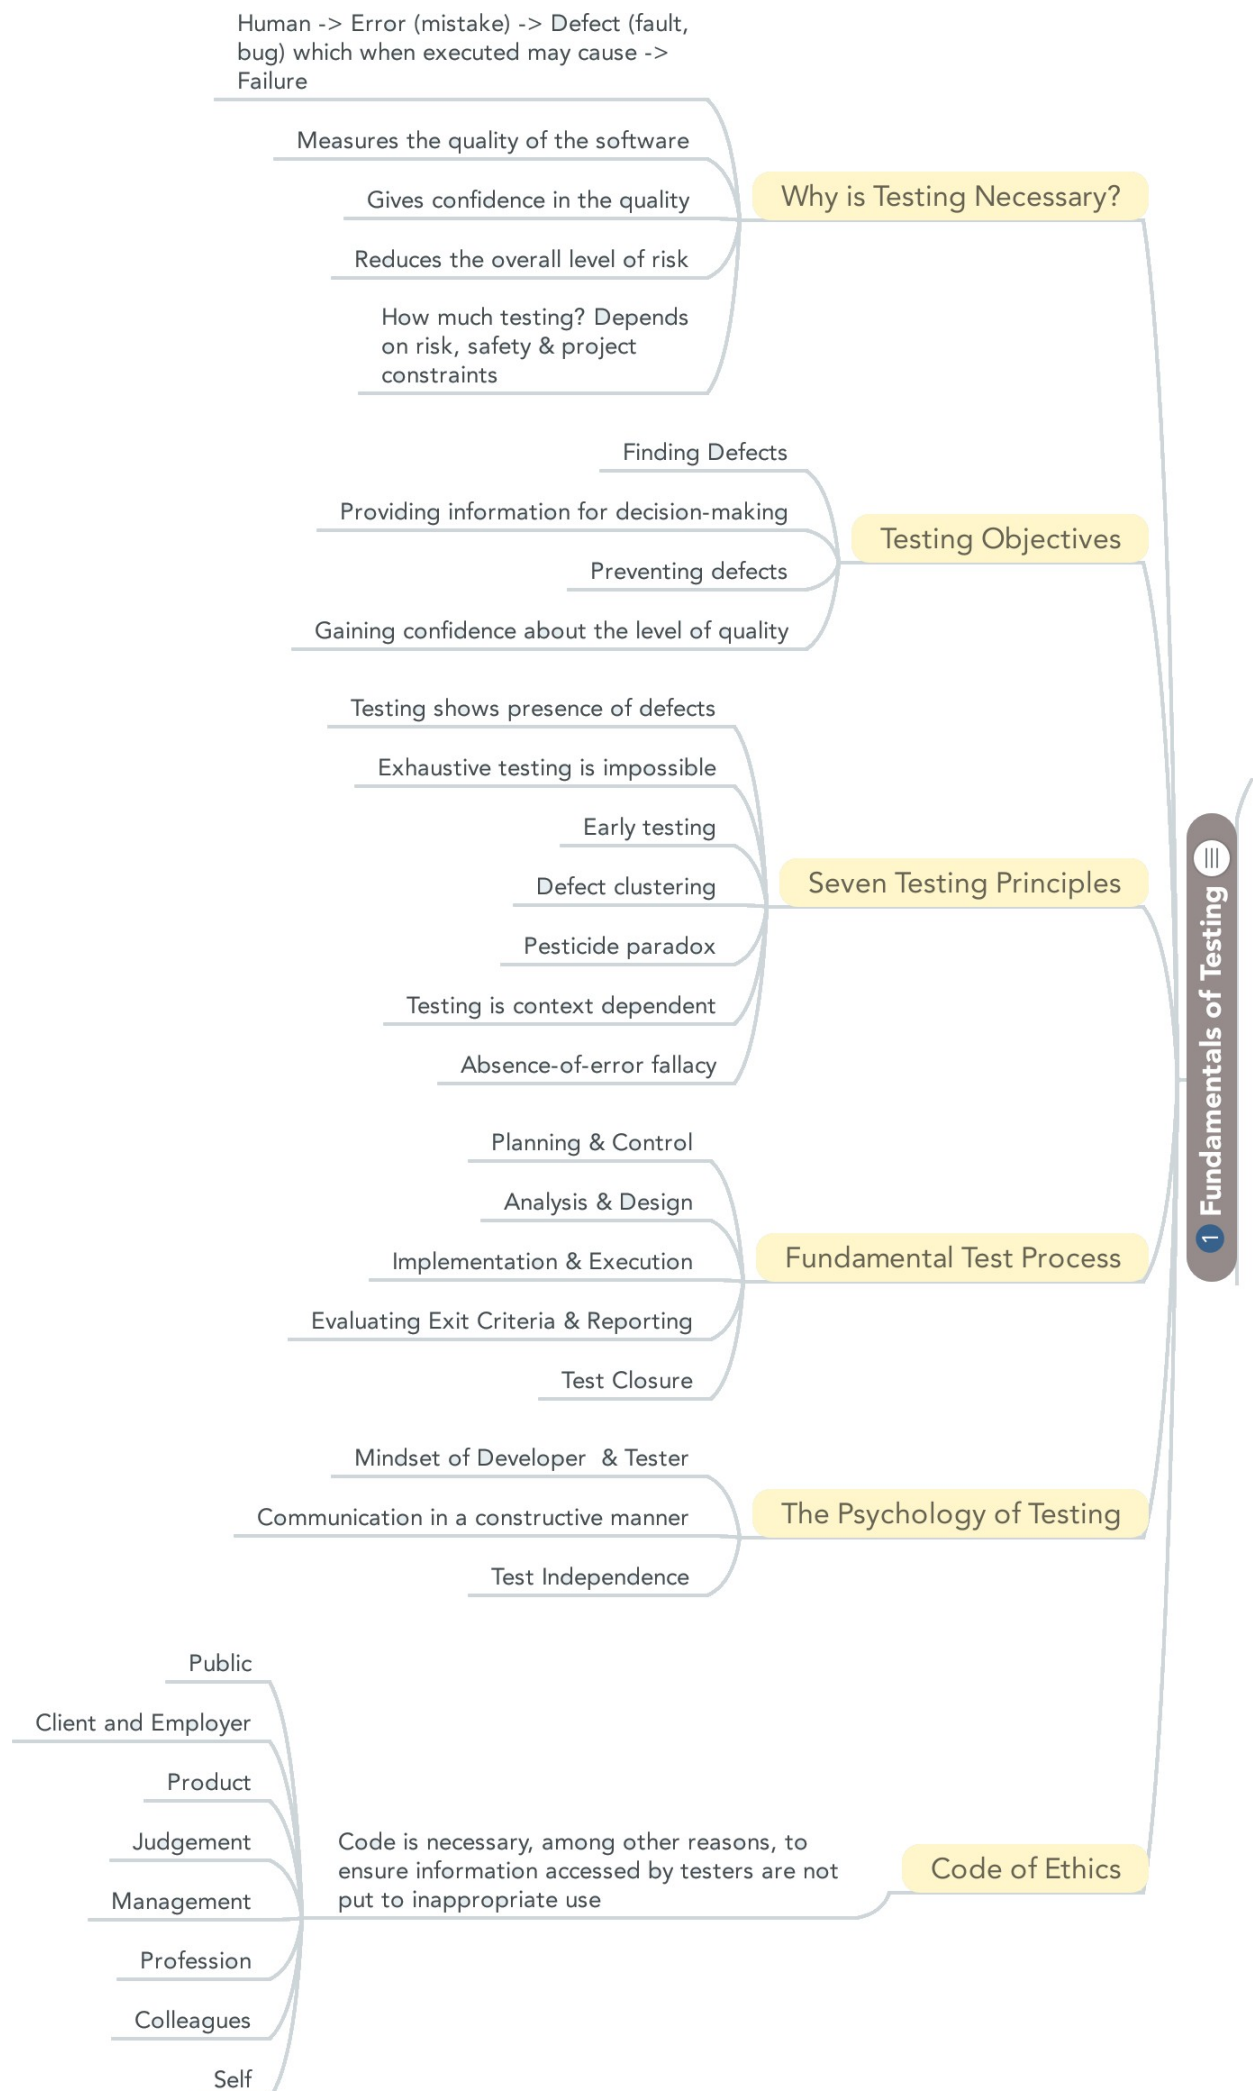 Human -> Error (mistake) -> Defect (fault,
bug) which when executed may cause ->
Failure
Measures the quality of the software
Gives confidence in the quality
Reduces the overall level of risk
How much testing? Depends
on risk, safety & project
constraints
Why is Testing Necessary?
Finding Defects
Providing information for decision-making
Preventing defects
Gaining confidence about the level of quality
Testing Objectives
Testing shows presence of defects
Exhaustive testing is impossible
Early testing
Defect clustering
Pesticide paradox
Testing is context dependent
Absence-of-error fallacy
Seven Testing Principles
Planning & Control
Analysis & Design
Implementation & Execution
Evaluating Exit Criteria & Reporting
Test Closure
Fundamental Test Process
Mindset of Developer  & Tester
Communication in a constructive manner
Test Independence
The Psychology of Testing
Public
Client and Employer
Product
Judgement
Management
Profession
Colleagues
Self
Code is necessary, among other reasons, to
ensure information accessed by testers are not
put to inappropriate use
Code of Ethics
1 Fundamentals of Testing